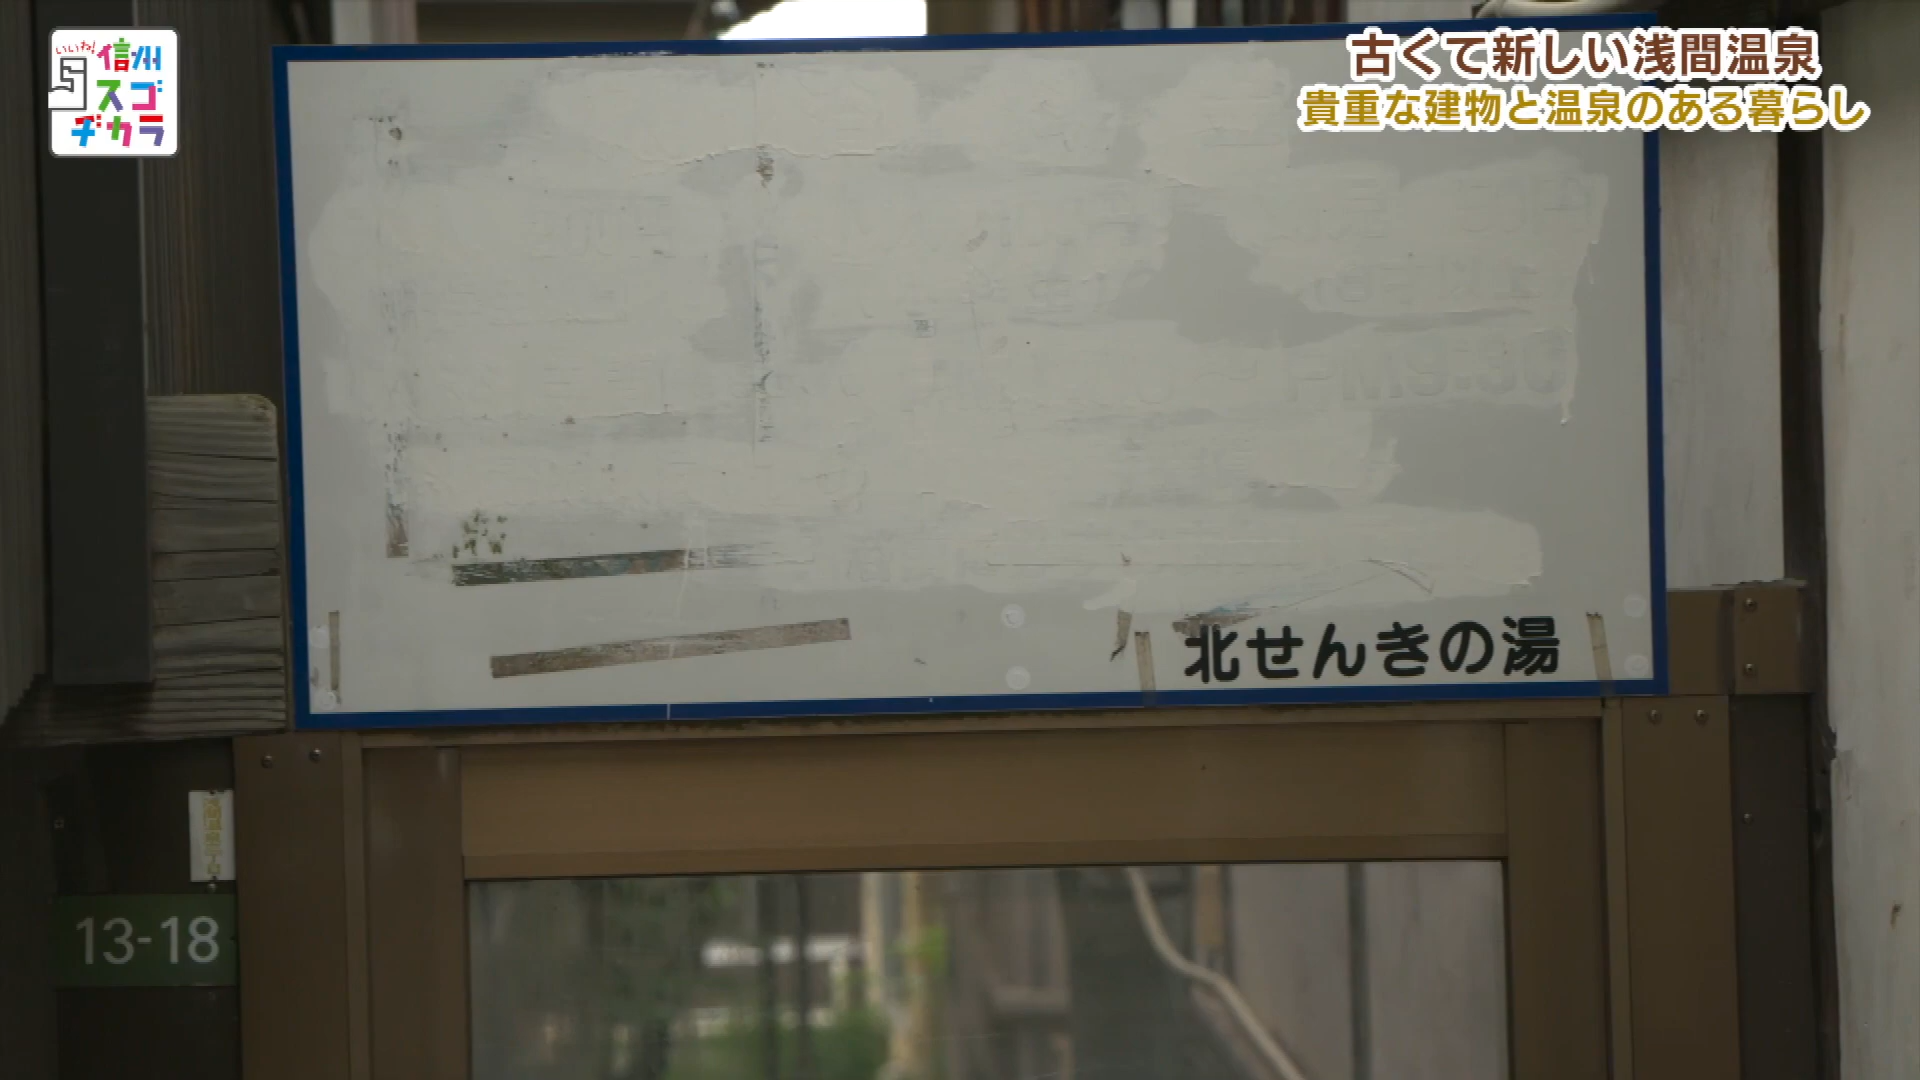 いいね!
信州
スゴ
ヂカラ
古くて新しい浅間温泉
貴重な建物と温泉のある暮らし
北せんきの湯
13-18